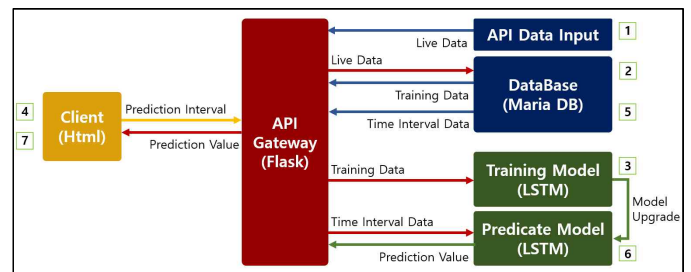 API Data Input
1
Live Data
Live Data
2
DataBase
(Maria DB)
Training Data
5
Time Interval Data
4
Client
(Html)
7
Prediction Interval
Prediction Value
API
Gateway
(Flask)
Training Data
Training Model
(LSTM)
3
Model
Upgrade
Time Interval Data
Predicate Model
(LSTM)
Prediction Value
6